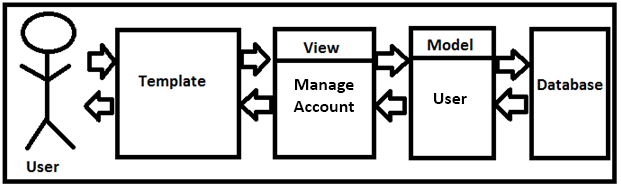 User
Template
View
Manage
Account
Model
User
Database